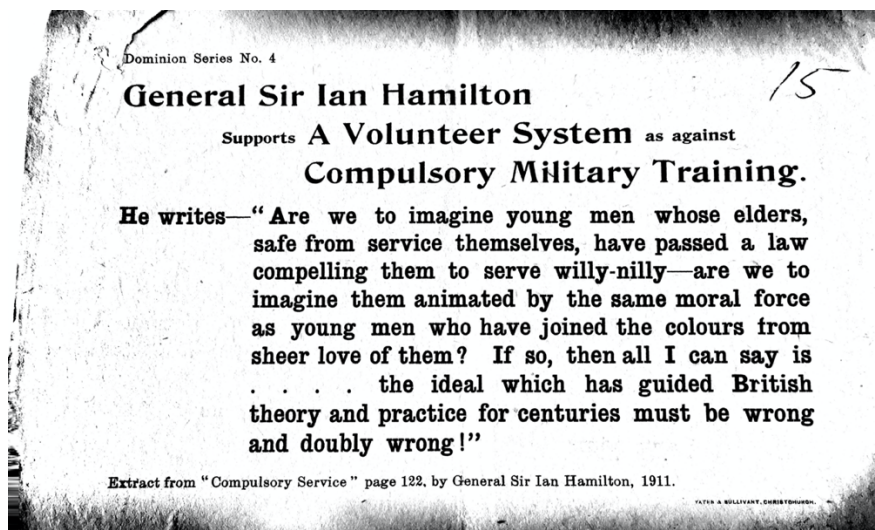 Dominion Series No. 4
15
General Sir Ian Hamilton
Supports A Volunteer System as against
Compulsory Military Training.
He writes—“Are we to imagine young men whose elders,
safe from service themselves, have passed a law
compelling them to serve willy-nilly—are we to
imagine them animated by the same moral force
as young men who have joined the colours from
sheer love of them? If so, then all I can say is
. . . . the ideal which has guided British
theory and practice for centuries must be wrong
and doubly wrong!”
Extract from “Compulsory Service” page 122, by General Sir Ian Hamilton, 1911.
YATES & SULLIVANT, CHRISTCHURCH.